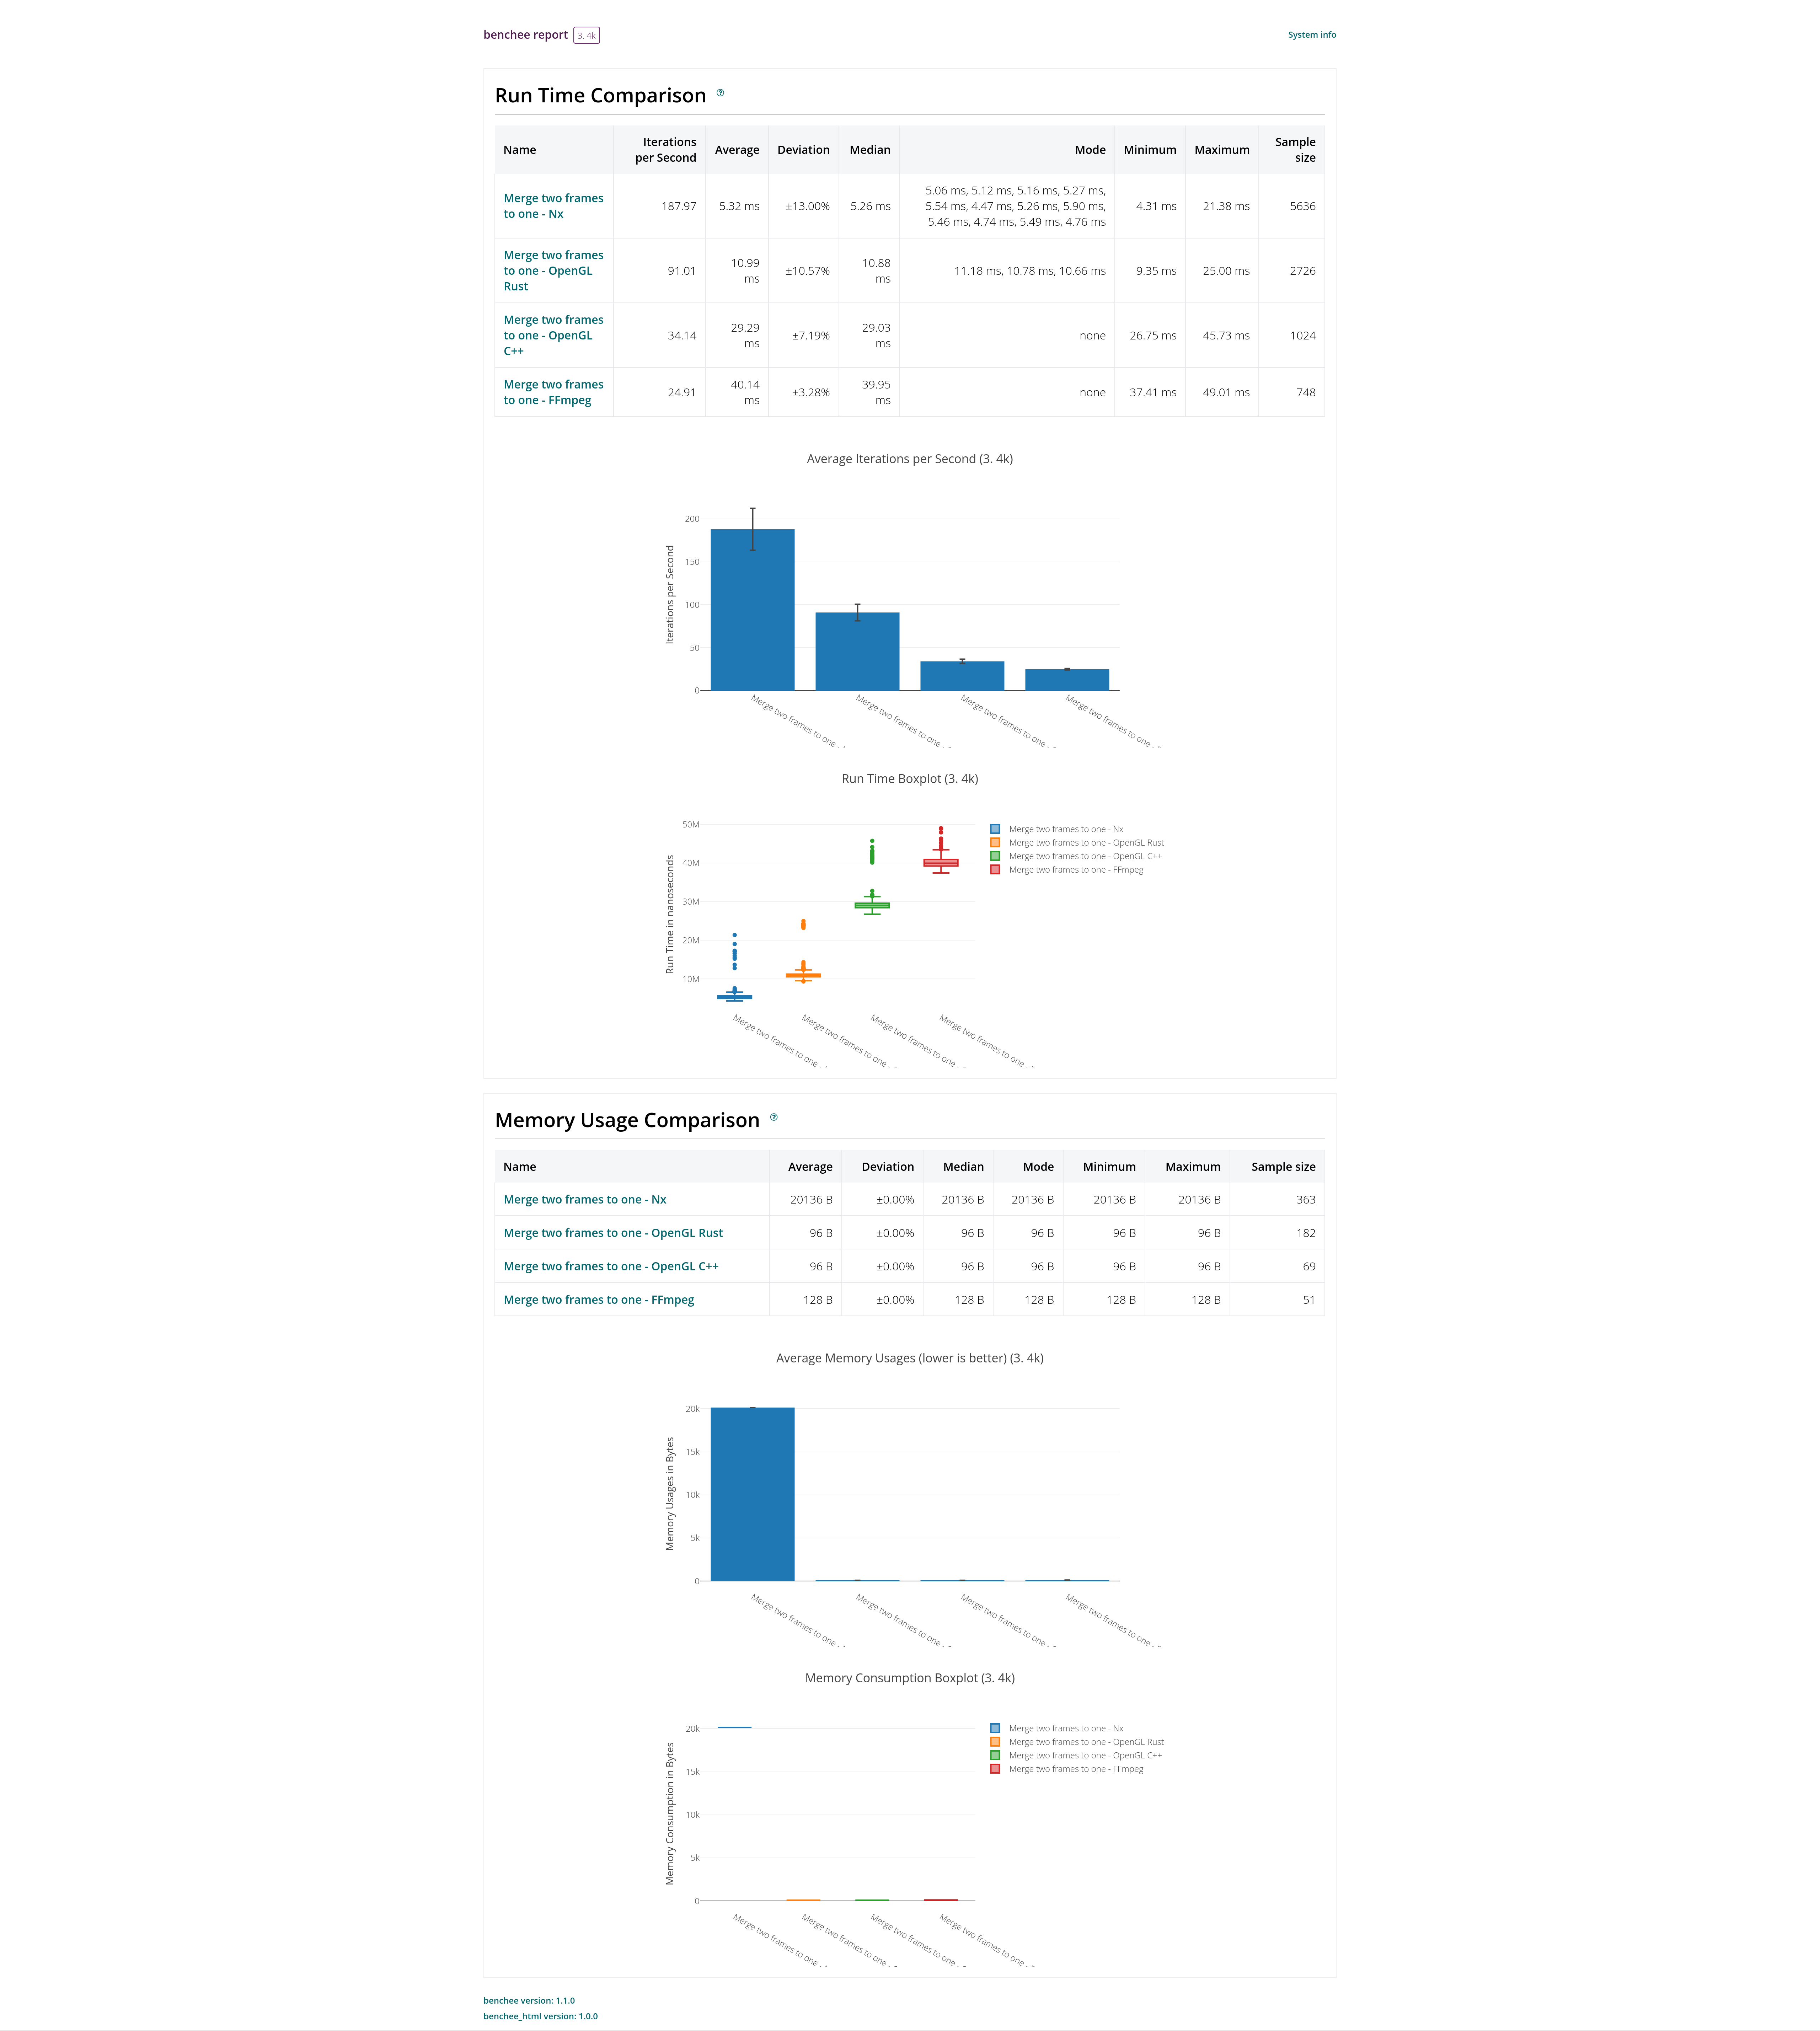 benchee report 3. 4k System info
Run Time Comparison
Name Iterations per Second Average Deviation Median Mode Minimum Maximum Sample size
Merge two frames to one - Nx 187.97 5.32 ms ±13.00% 5.26 ms 5.06 ms, 5.12 ms, 5.16 ms, 5.27 ms, 5.54 ms, 4.47 ms, 5.26 ms, 5.90 ms, 5.46 ms, 4.74 ms, 5.49 ms, 4.76 ms 4.31 ms 21.38 ms 5636
Merge two frames to one - OpenGL Rust 91.01 10.99 ms ±10.57% 10.88 ms 11.18 ms, 10.78 ms, 10.66 ms 9.35 ms 25.00 ms 2726
Merge two frames to one - OpenGL C++ 34.14 29.29 ms ±7.19% 29.03 ms none 26.75 ms 45.73 ms 1024
Merge two frames to one - FFmpeg 24.91 40.14 ms ±3.28% 39.95 ms none 37.41 ms 49.01 ms 748
Average Iterations per Second (3. 4k)
Iterations per Second
200
150
100
50
0
Merge two frames to one -
Merge two frames to one -
Merge two frames to one -
Merge two frames to one -
Run Time Boxplot (3. 4k)
Run Time in nanoseconds
50M
40M
30M
20M
10M
Merge two frames to one - Nx
Merge two frames to one - OpenGL Rust
Merge two frames to one - OpenGL C++
Merge two frames to one - FFmpeg
Merge two frames to one -
Merge two frames to one -
Merge two frames to one -
Merge two frames to one -
Memory Usage Comparison
Name Average Deviation Median Mode Minimum Maximum Sample size
Merge two frames to one - Nx 20136 B ±0.00% 20136 B 20136 B 20136 B 20136 B 363
Merge two frames to one - OpenGL Rust 96 B ±0.00% 96 B 96 B 96 B 96 B 182
Merge two frames to one - OpenGL C++ 96 B ±0.00% 96 B 96 B 96 B 96 B 69
Merge two frames to one - FFmpeg 128 B ±0.00% 128 B 128 B 128 B 128 B 51
Average Memory Usages (lower is better) (3. 4k)
Memory Usages in Bytes
20k
15k
10k
5k
0
Merge two frames to one -
Merge two frames to one -
Merge two frames to one -
Merge two frames to one -
Memory Consumption Boxplot (3. 4k)
Memory Consumption in Bytes
20k
15k
10k
5k
0
Merge two frames to one - Nx
Merge two frames to one - OpenGL Rust
Merge two frames to one - OpenGL C++
Merge two frames to one - FFmpeg
Merge two frames to one -
Merge two frames to one -
Merge two frames to one -
Merge two frames to one -
benchee version: 1.1.0
benchee_html version: 1.0.0